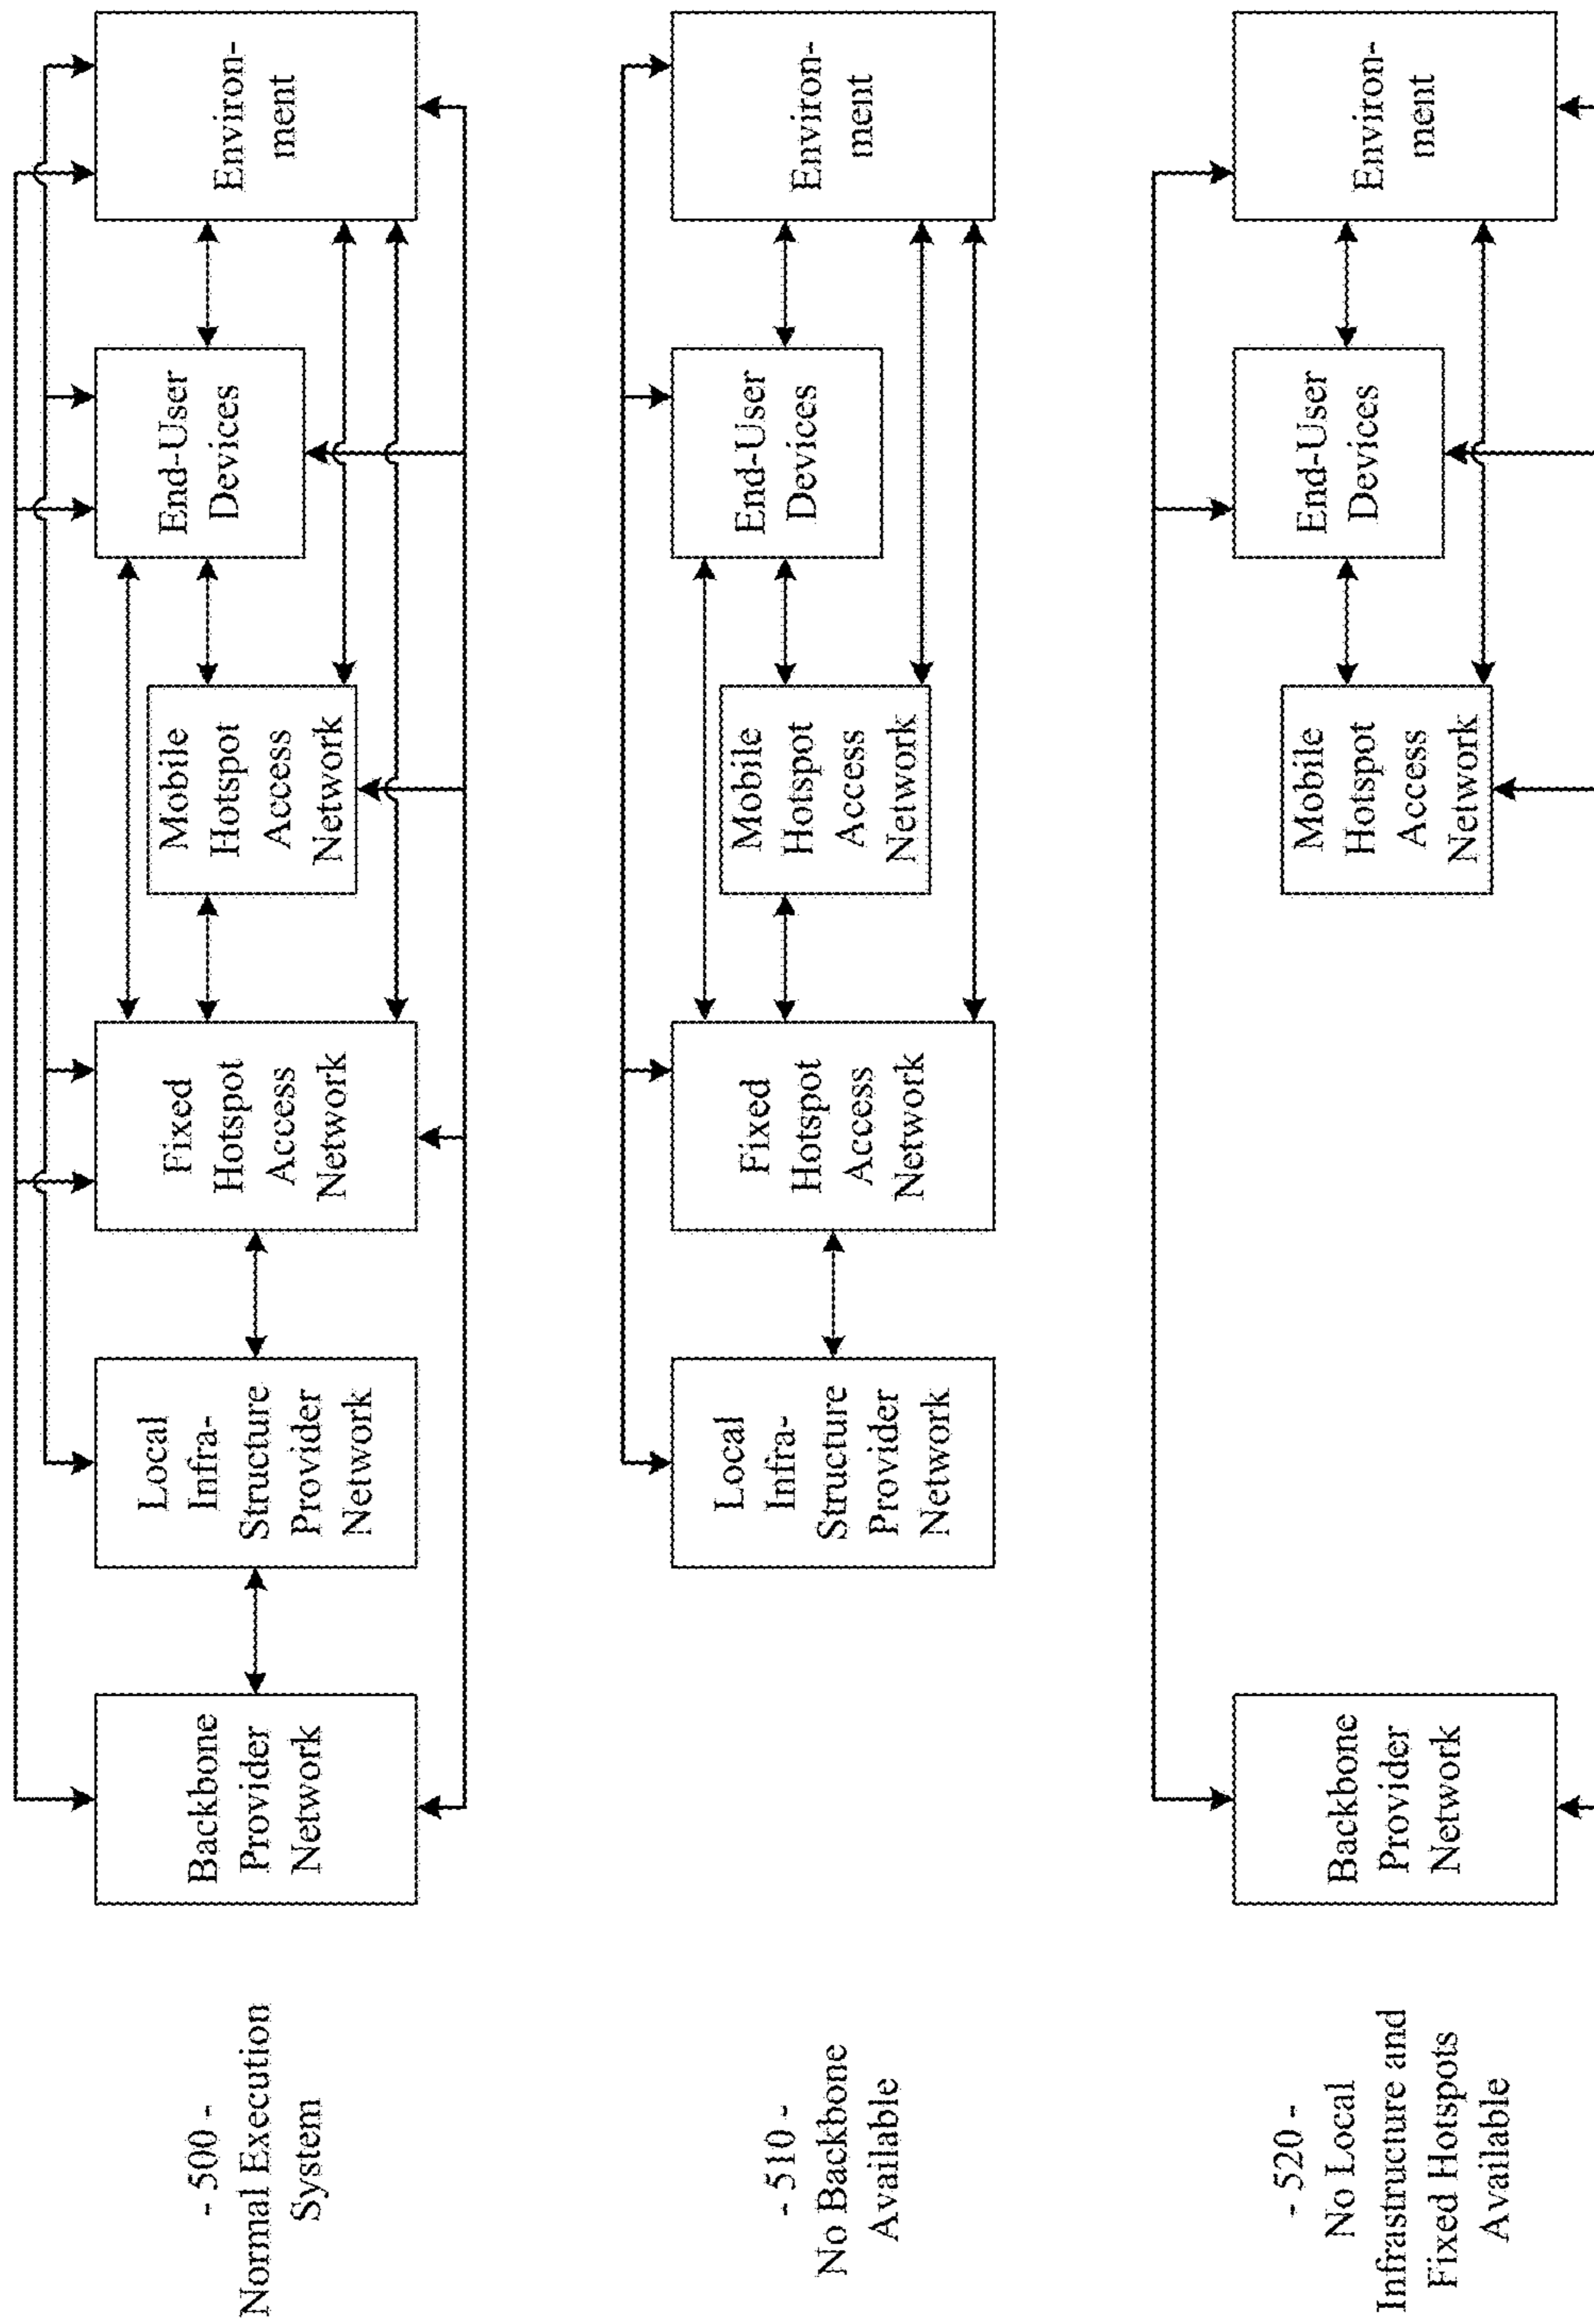 - 500 -
Normal Execution
System
Backbone
Provider
Network
Local
Infra-
Structure
Provider
Network
Fixed
Hotspot
Access
Network
Mobile
Hotspot
Access
Network
End-User
Devices
Environ-
ment
- 510 -
No Backbone
Available
Local
Infra-
Structure
Provider
Network
Fixed
Hotspot
Access
Network
Mobile
Hotspot
Access
Network
End-User
Devices
Environ-
ment
- 520 -
No Local
Infrastructure and
Fixed Hotspots
Available
Backbone
Provider
Network
Mobile
Hotspot
Access
Network
End-User
Devices
Environ-
ment